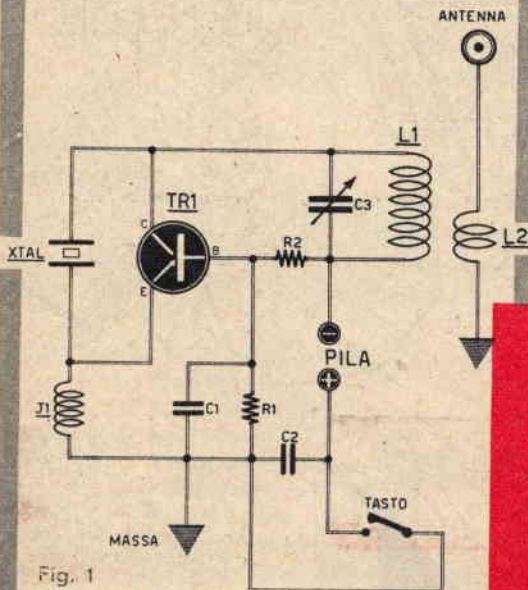 ANTENNA
L1
TR1
C
C3
XTAL
B
R2
L2
E
PILA
J1
C1
R1
C2
TASTO
MASSA
Fig. 1